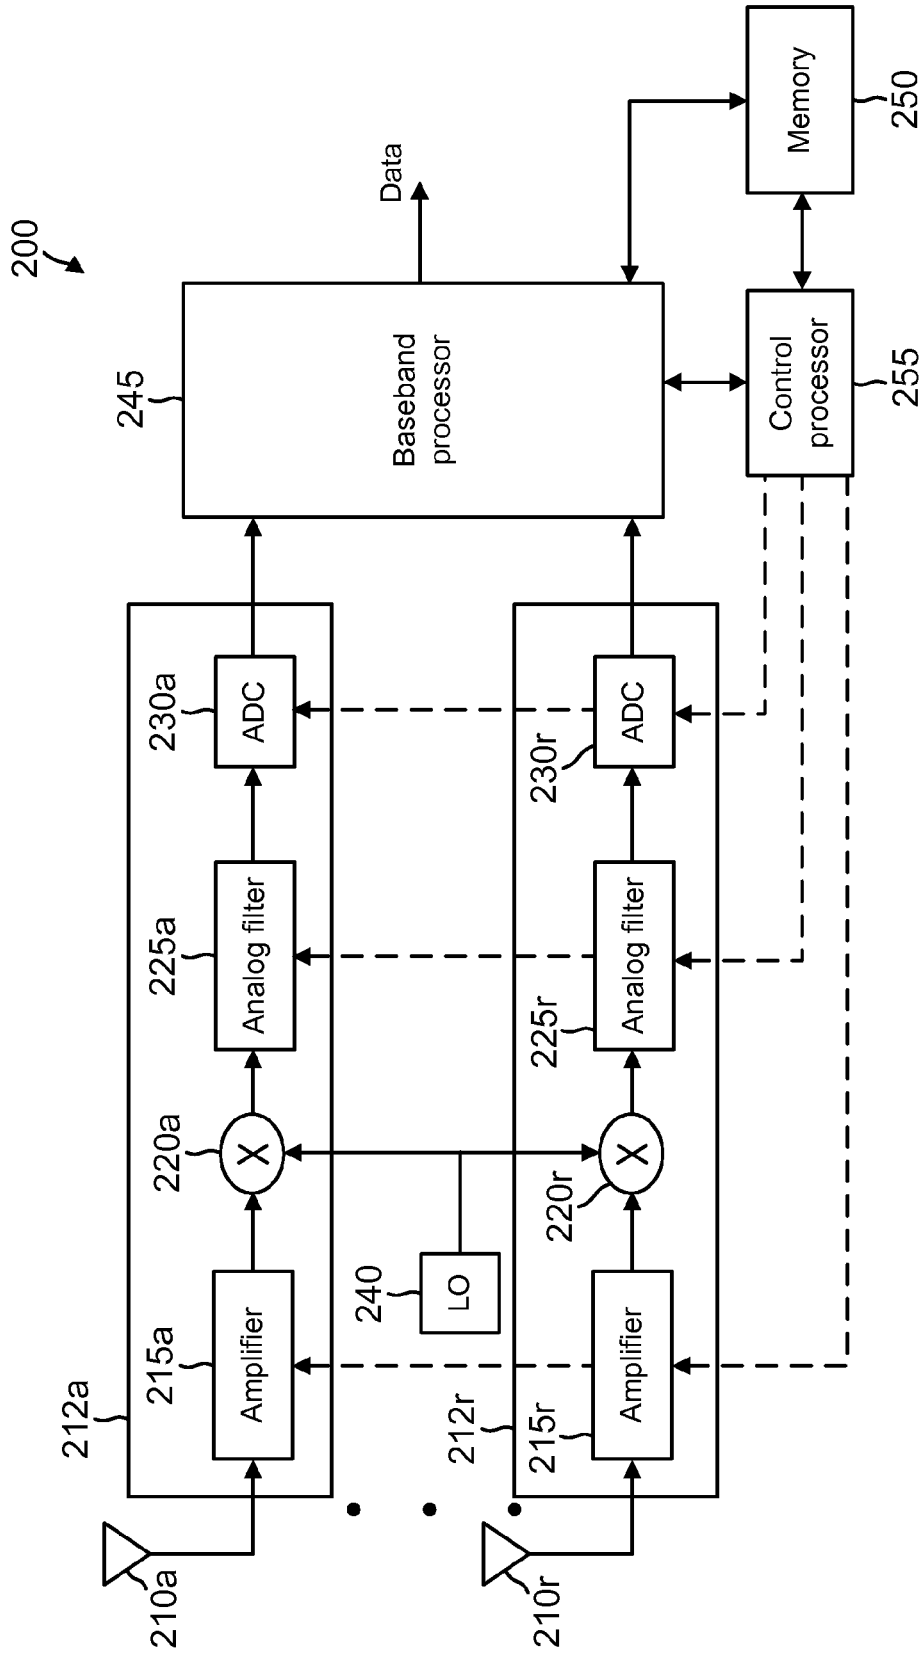 200
212a
210a
215a
Amplifier
220a
X
225a
Analog filter
230a
ADC
240
LO
212r
210r
215r
Amplifier
220r
X
225r
Analog filter
230r
ADC
245
Baseband
processor
Data
Control
processor
255
Memory
250